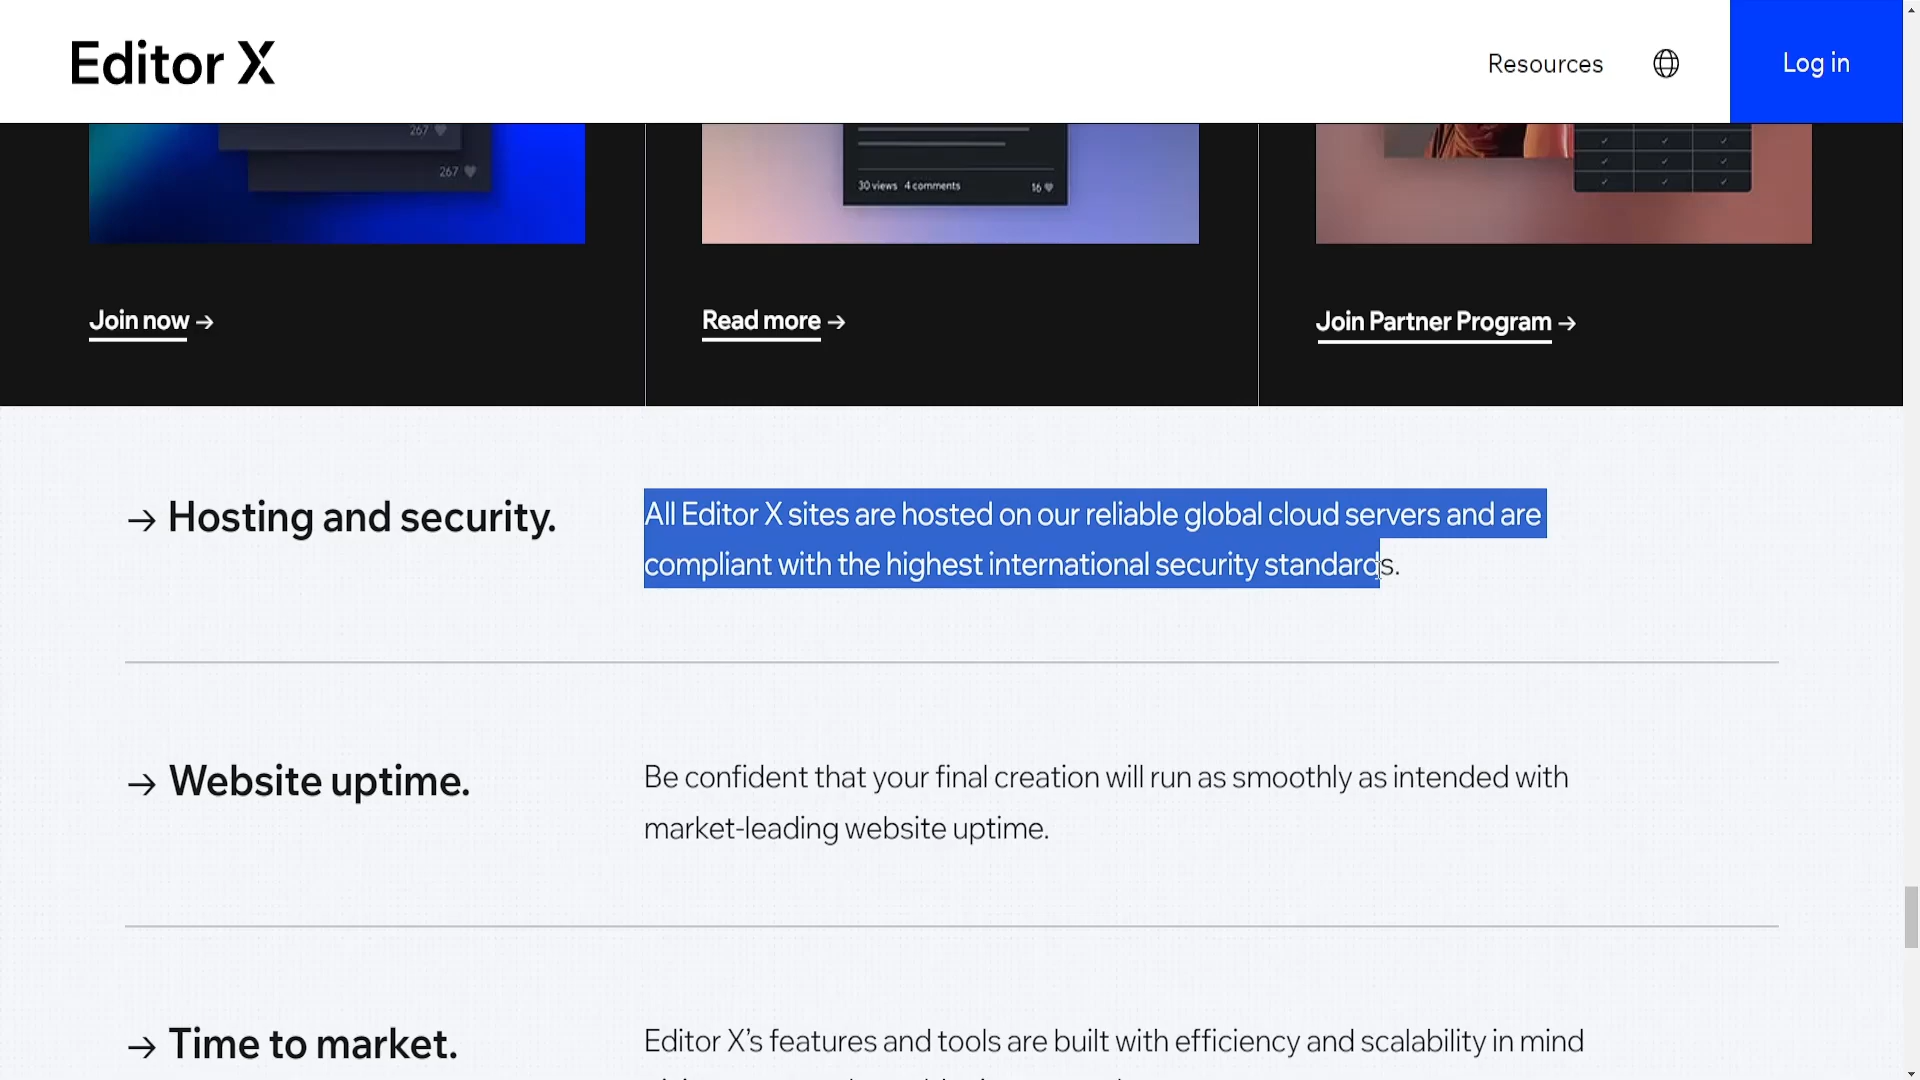 Editor X
Resources
Log in
267
267
30 views 4 comments 16
Join now →
Read more →
Join Partner Program →
→ Hosting and security.
All Editor X sites are hosted on our reliable global cloud servers and are
compliant with the highest international security standards.
→ Website uptime.
Be confident that your final creation will run as smoothly as intended with
market-leading website uptime.
→ Time to market.
Editor X’s features and tools are built with efficiency and scalability in mind